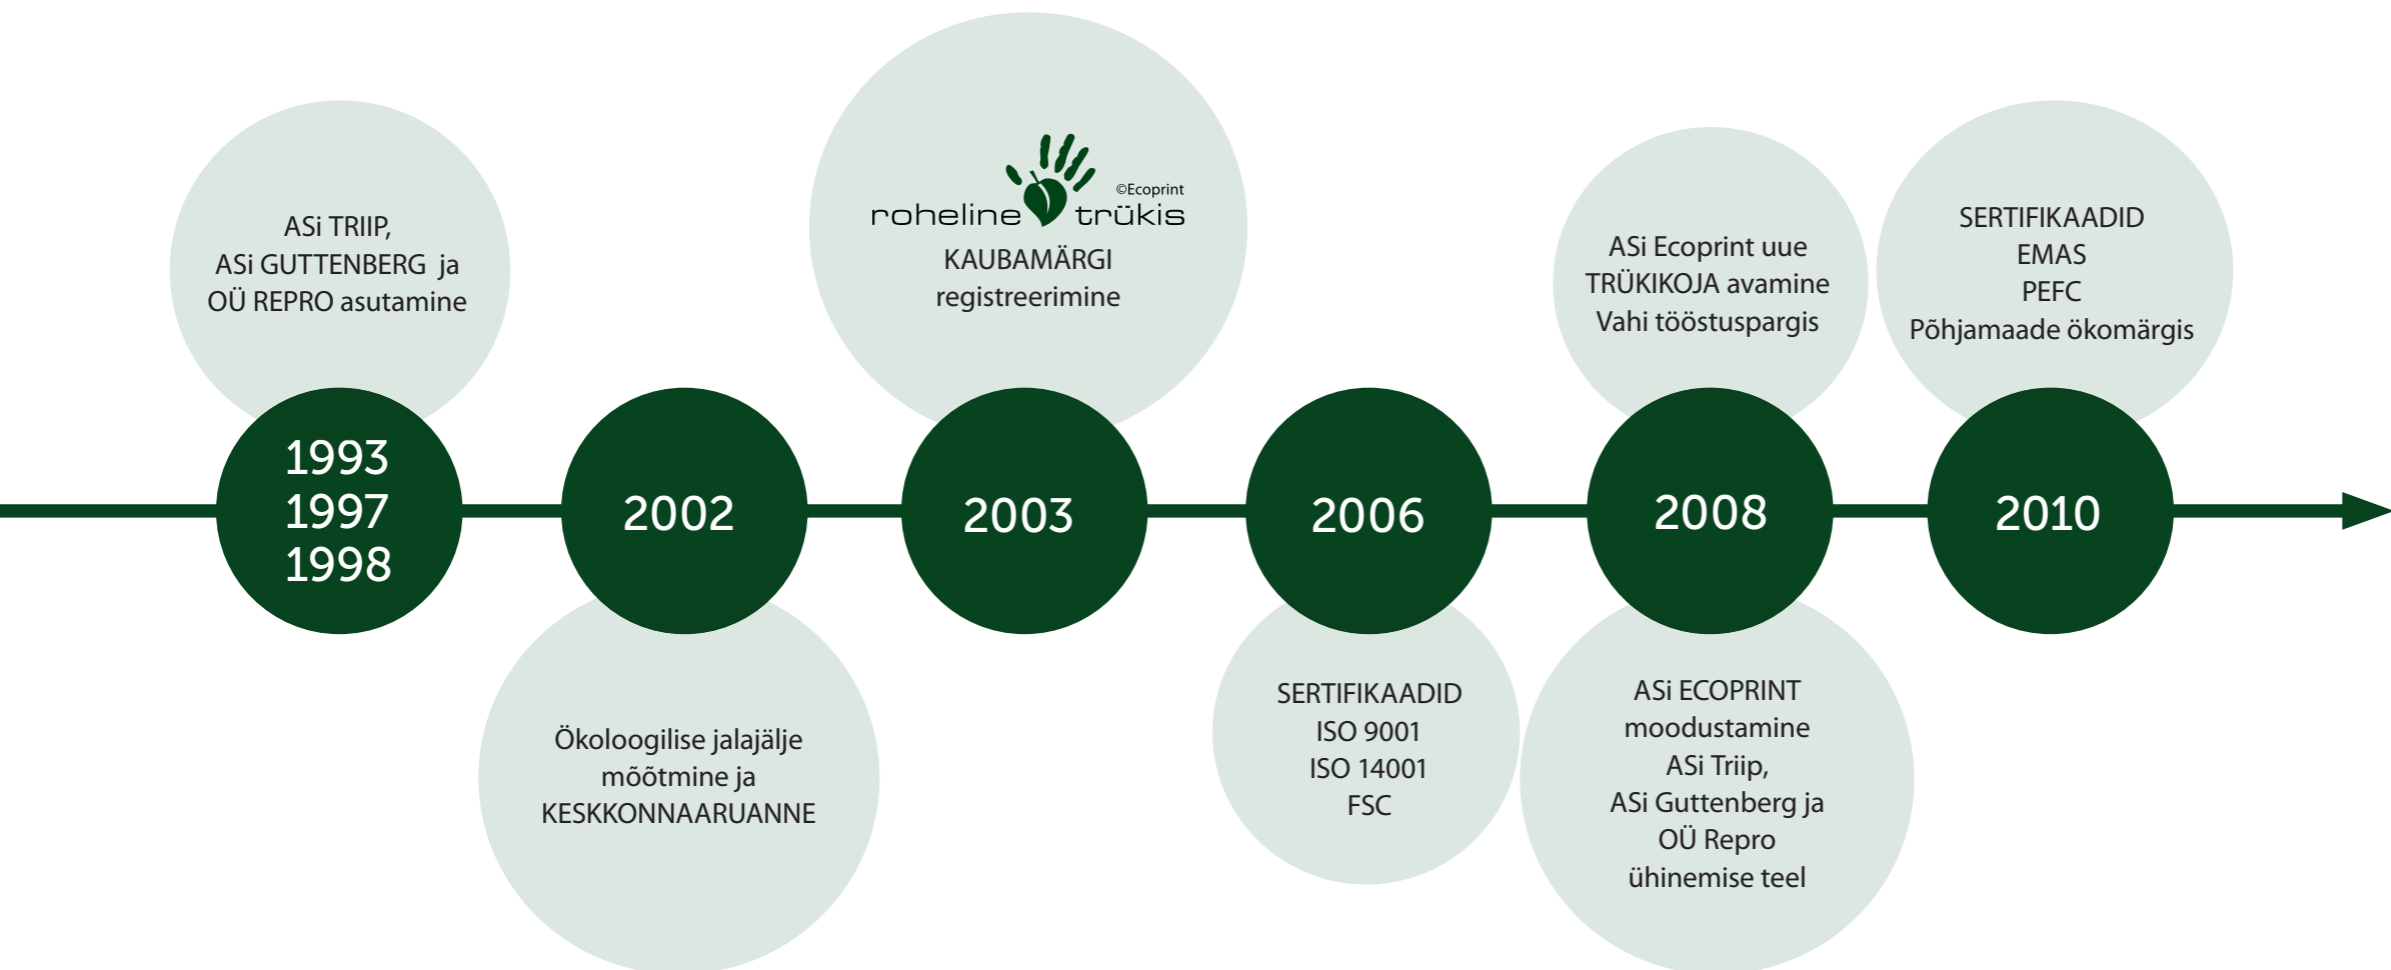 ASi TRIIP,
ASi GUTTENBERG ja
OÜ REPRO asutamine
1993
1997
1998
2002
Ökoloogilise jalajälje
mõõtmine ja
KESKKONNAARUANNE
©Ecoprint
roheline trükis
KAUBAMÄRGI
registreerimine
2003
2006
SERTIFIKAADID
ISO 9001
ISO 14001
FSC
ASi Ecoprint uue
TRÜKIKOJA avamine
Vahi tööstuspargis
2008
ASi ECOPRINT
moodustamine
ASi Triip,
ASi Guttenberg ja
OÜ Repro
ühinemise teel
SERTIFIKAADID
EMAS
PEFC
Põhjamaade ökomärgis
2010